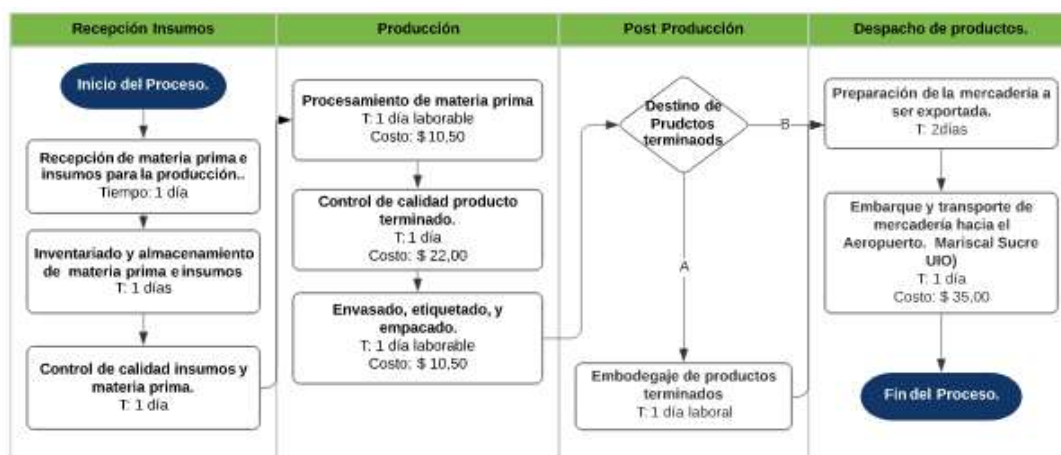 Recepción Insumos
Inicio del Proceso.
Recepción de materia prima e
insumos para la producción..
Tiempo: 1 día
Inventariado y almacenamiento
de materia prima e insumos
T: 1 días
Control de calidad insumos y
materia prima.
T: 1 día
Producción
Procesamiento de materia prima
T: 1 día laborable
Costo: $ 10,50
Control de calidad producto
terminado.
T: 1 día
Costo: $ 22,00
Envasado, etiquetado, y
empacado.
T: 1 día laborable
Costo: $ 10,50
Post Producción
Destino de
Prudctos
terminaods
B
A
Embodegaje de productos
terminados
T: 1 día laboral
Despacho de productos.
Preparación de la mercadería a
ser exportada.
T: 2días
Embarque y transporte de
mercadería hacia el
Aeropuerto. Mariscal Sucre
UIO)
T: 1 día
Costo: $ 35,00
Fin del Proceso.